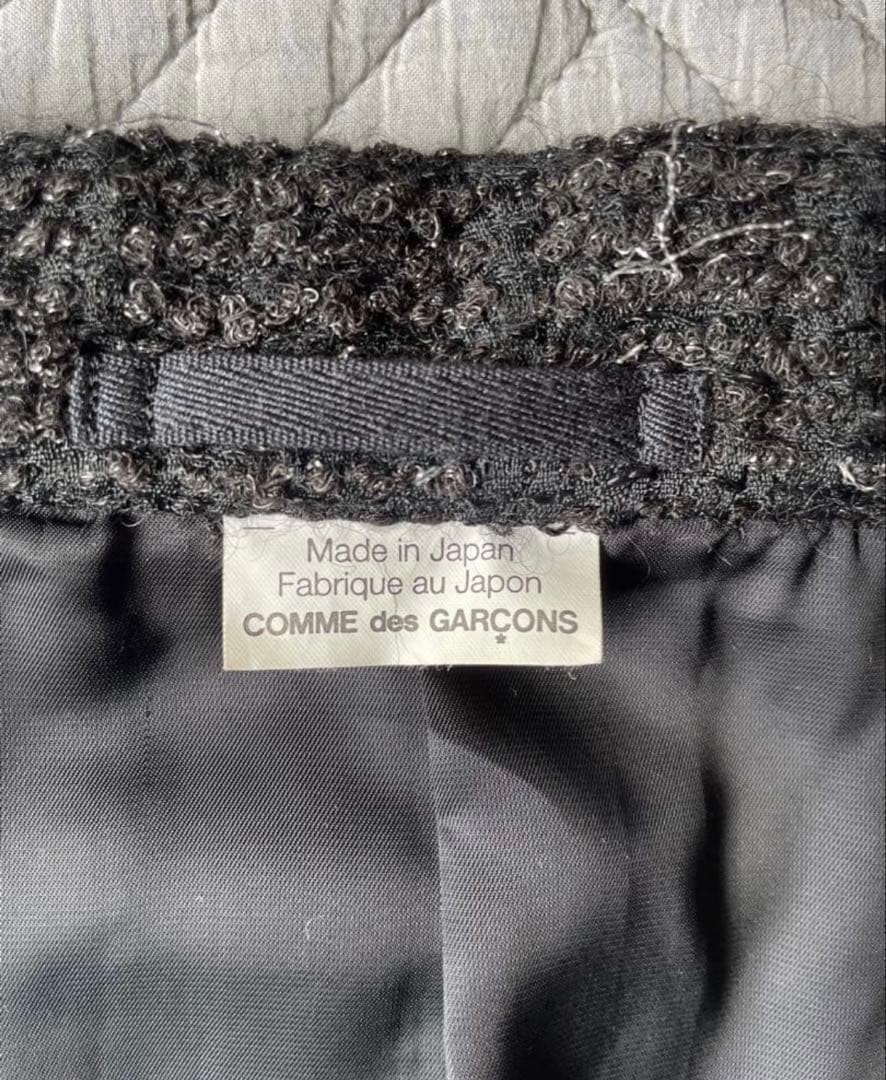 Made in Japan
Fabrique au Japon
COMME des GARÇONS
*